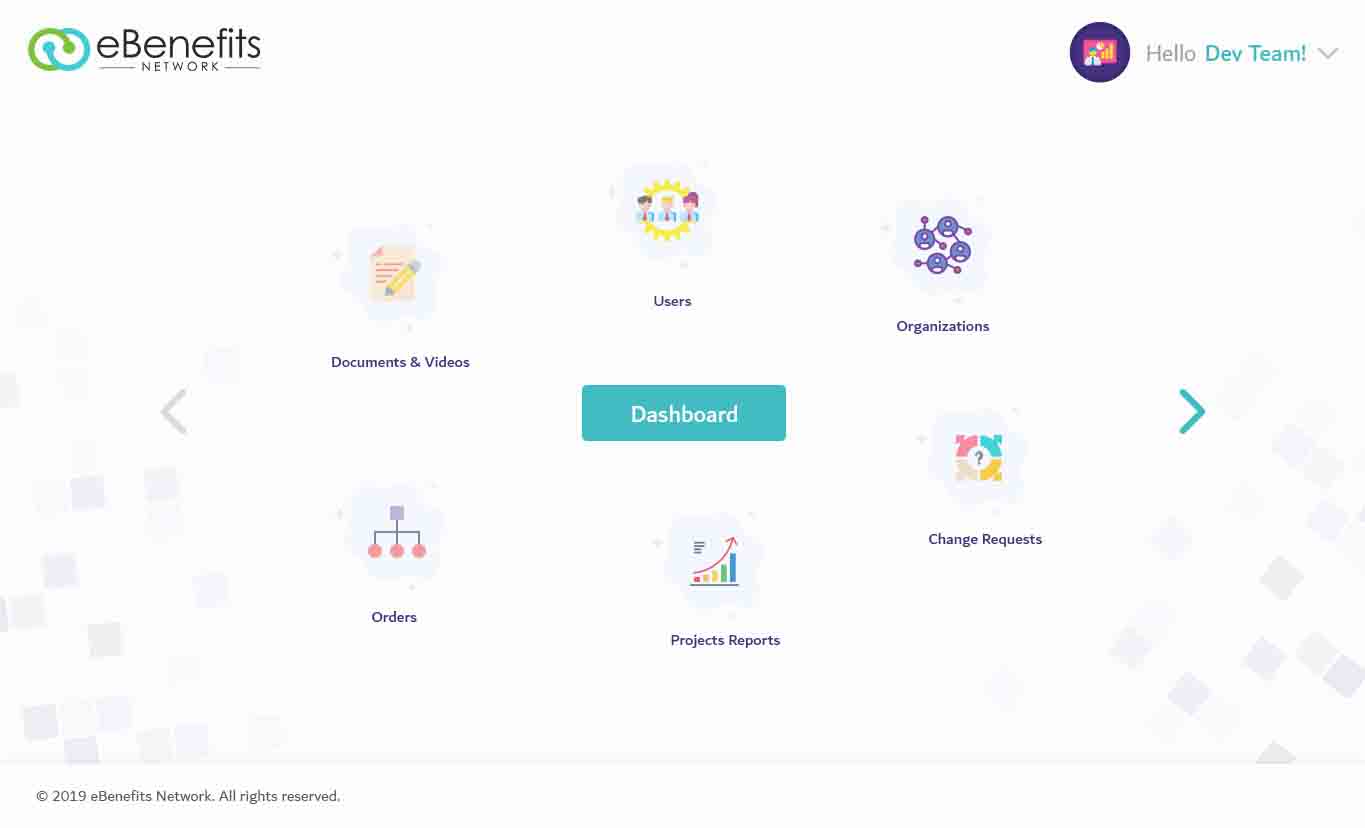 eBenefits
NETWORK
Hello Dev Team!
Users
Organizations
Documents & Videos
Dashboard
?
Change Requests
Orders
Projects Reports
© 2019 eBenefits Network. All rights reserved.